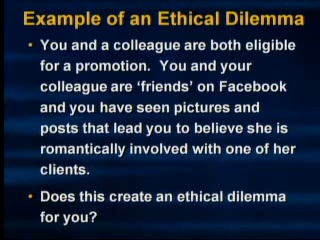 Example of an Ethical Dilemma
• You and a colleague are both eligible
for a promotion. You and your
colleague are ‘friends’ on Facebook
and you have seen pictures and
posts that lead you to believe she is
romantically involved with one of her
clients.
• Does this create an ethical dilemma
for you?